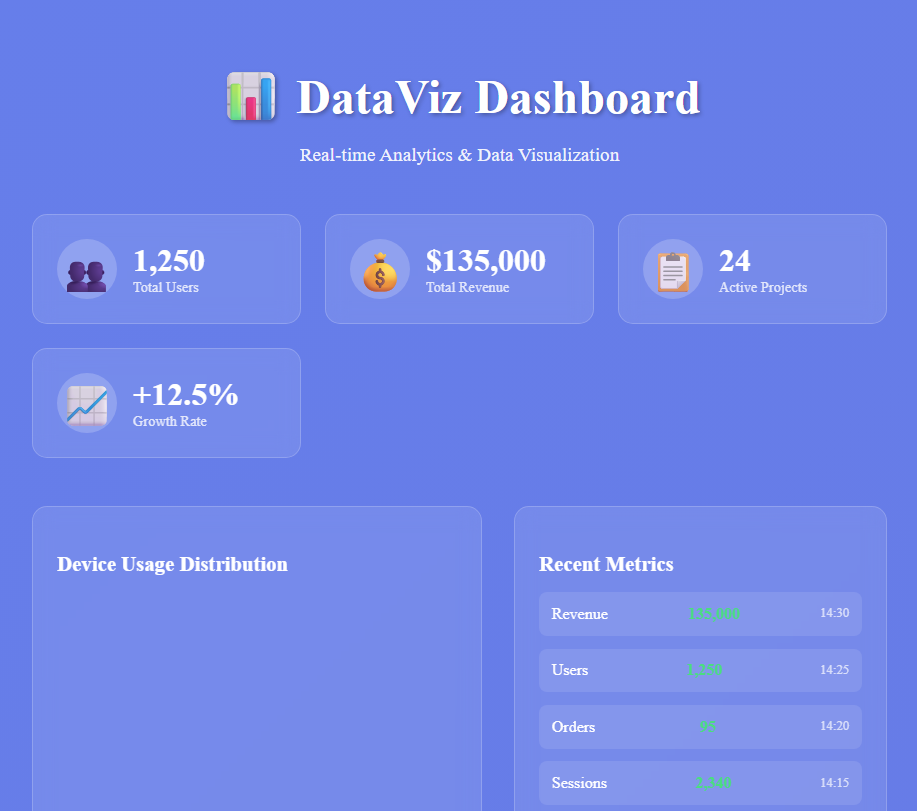 DataViz Dashboard
Real-time Analytics & Data Visualization
1,250
Total Users
$135,000
Total Revenue
24
Active Projects
+12.5%
Growth Rate
Device Usage Distribution
Recent Metrics
Revenue 135,000 14:30
Users 1,250 14:25
Orders 95 14:20
Sessions 2,340 14:15